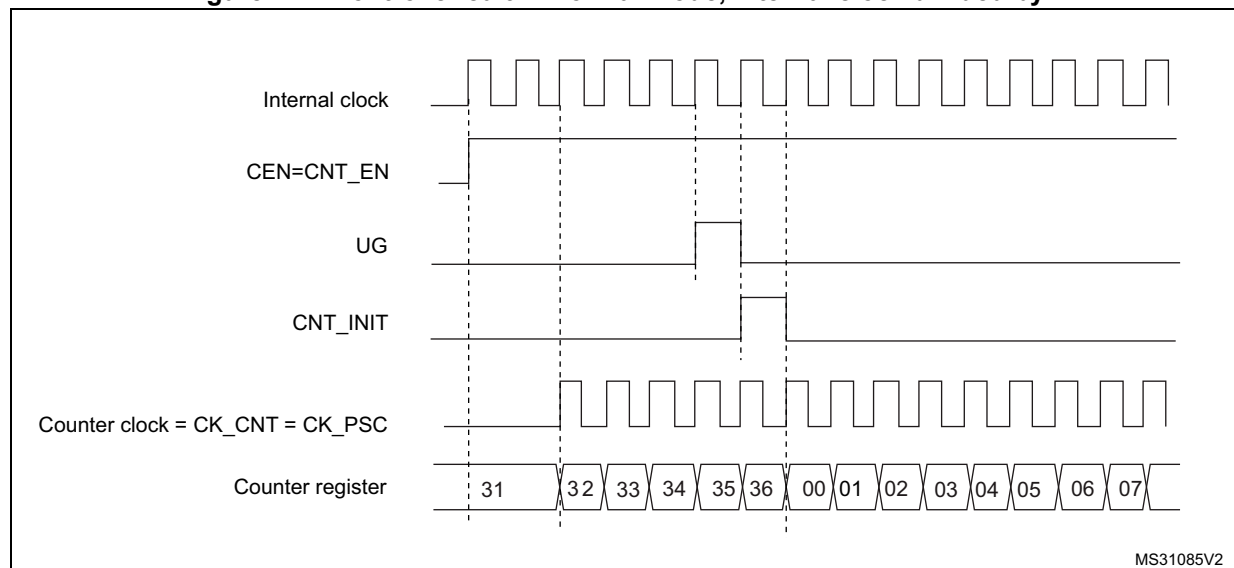 Internal clock
CEN=CNT_EN
UG
CNT_INIT
Counter clock = CK_CNT = CK_PSC
Counter register 31 32 33 34 35 36 00 01 02 03 04 05 06 07
MS31085V2